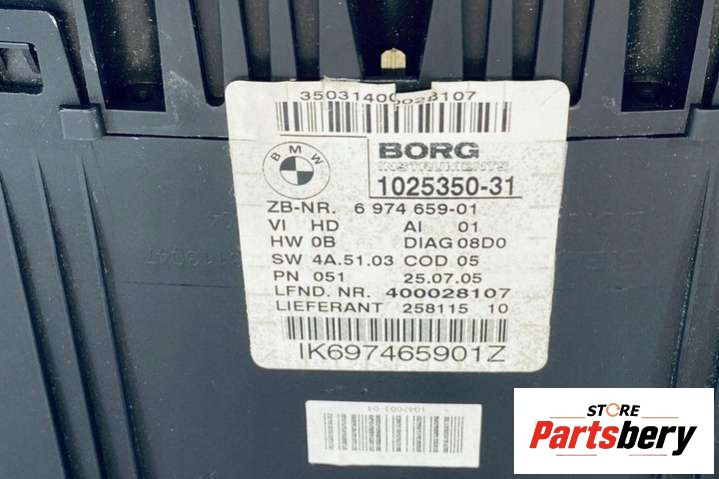 35031400028107
BMW
BORG
INSTRUMENTS
1025350-31
ZB-NR. 6 974 659-01
VI HD AI 01
HW 0B DIAG 08D0
SW 4A.51.03 COD 05
PN 051 25.07.05
LFND. NR. 400028107
LIEFERANT 258115 10
IK697465901Z
STORE
Partsbery